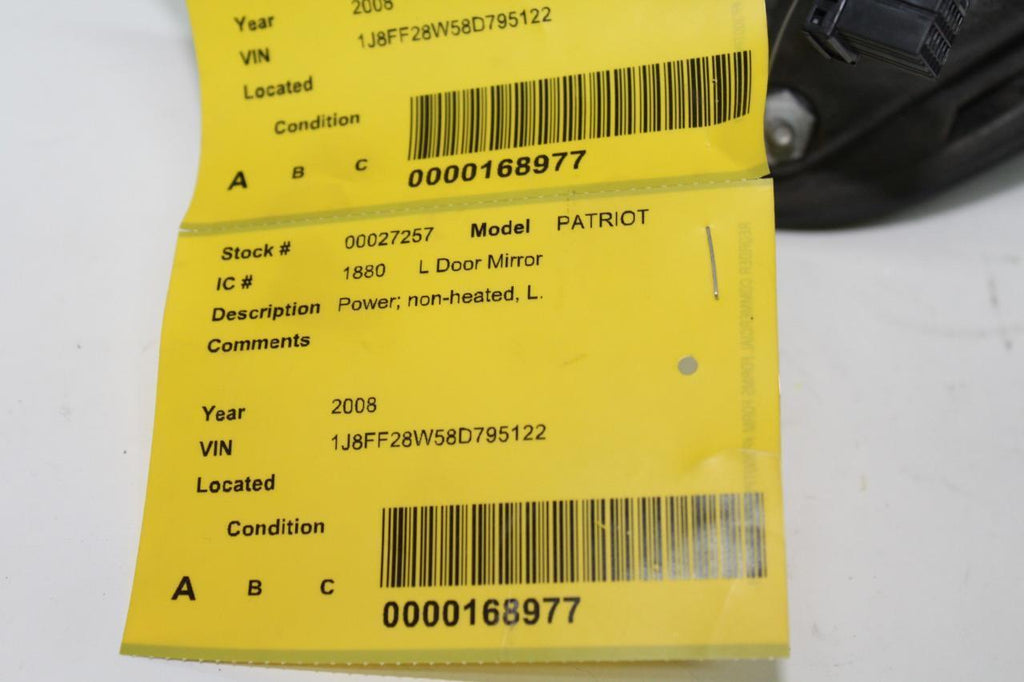 Year 2008
VIN 1J8FF28W58D795122
Located
Condition
A B C
0000168977
Stock # 00027257 Model PATRIOT
IC # 1880 L Door Mirror
Description Power; non-heated, L.
Comments
Year 2008
VIN 1J8FF28W58D795122
Located
Condition
A B C
0000168977